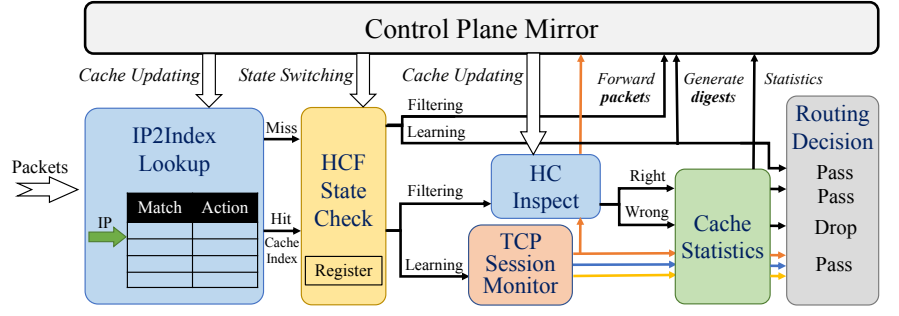 Control Plane Mirror
Cache Updating
State Switching
Cache Updating
Forward
packets
Generate
digests
Statistics
Packets
IP2Index
Lookup
IP
Match Action
Miss
Hit
Cache
Index
HCF
State
Check
Register
Filtering
Learning
Filtering
Learning
HC
Inspect
TCP
Session
Monitor
Right
Wrong
Cache
Statistics
Routing
Decision
Pass
Pass
Drop
Pass